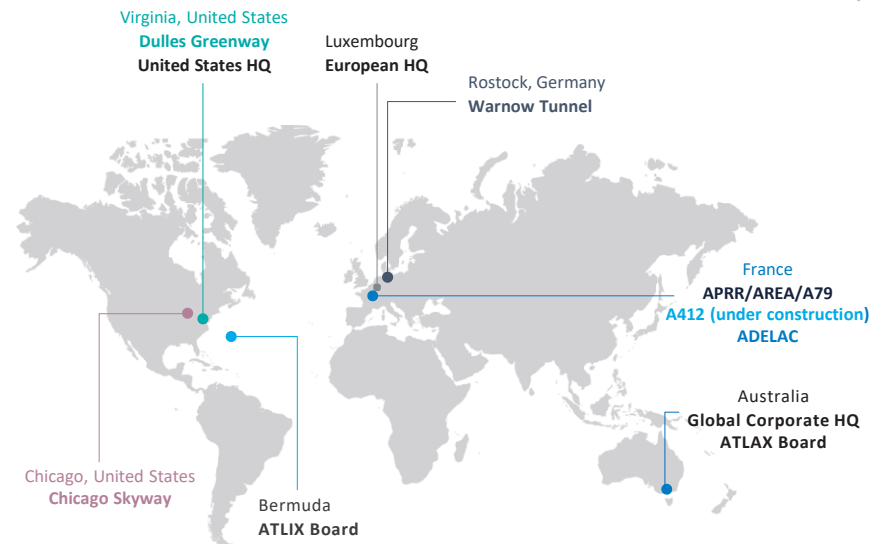 Virginia, United States
Dulles Greenway
United States HQ
Luxembourg
European HQ
Rostock, Germany
Warnow Tunnel
France
APRR/AREA/A79
A412 (under construction)
ADELAC
Australia
Global Corporate HQ
ATLAX Board
Chicago, United States
Chicago Skyway
Bermuda
ATLIX Board